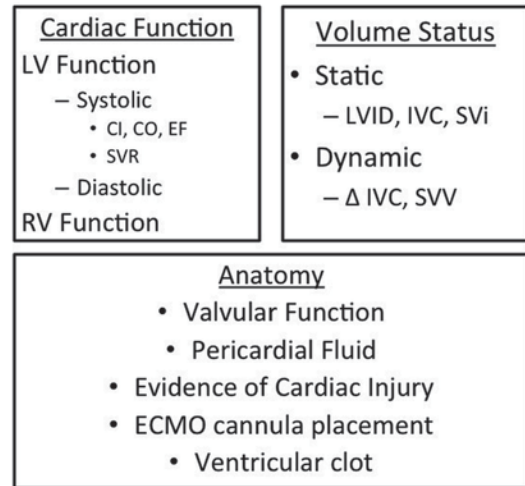 Cardiac Function
LV Function
– Systolic
• CI, CO, EF
• SVR
– Diastolic
RV Function
Volume Status
• Static
– LVID, IVC, SVi
• Dynamic
– Δ IVC, SVV
Anatomy
• Valvular Function
• Pericardial Fluid
• Evidence of Cardiac Injury
• ECMO cannula placement
• Ventricular clot